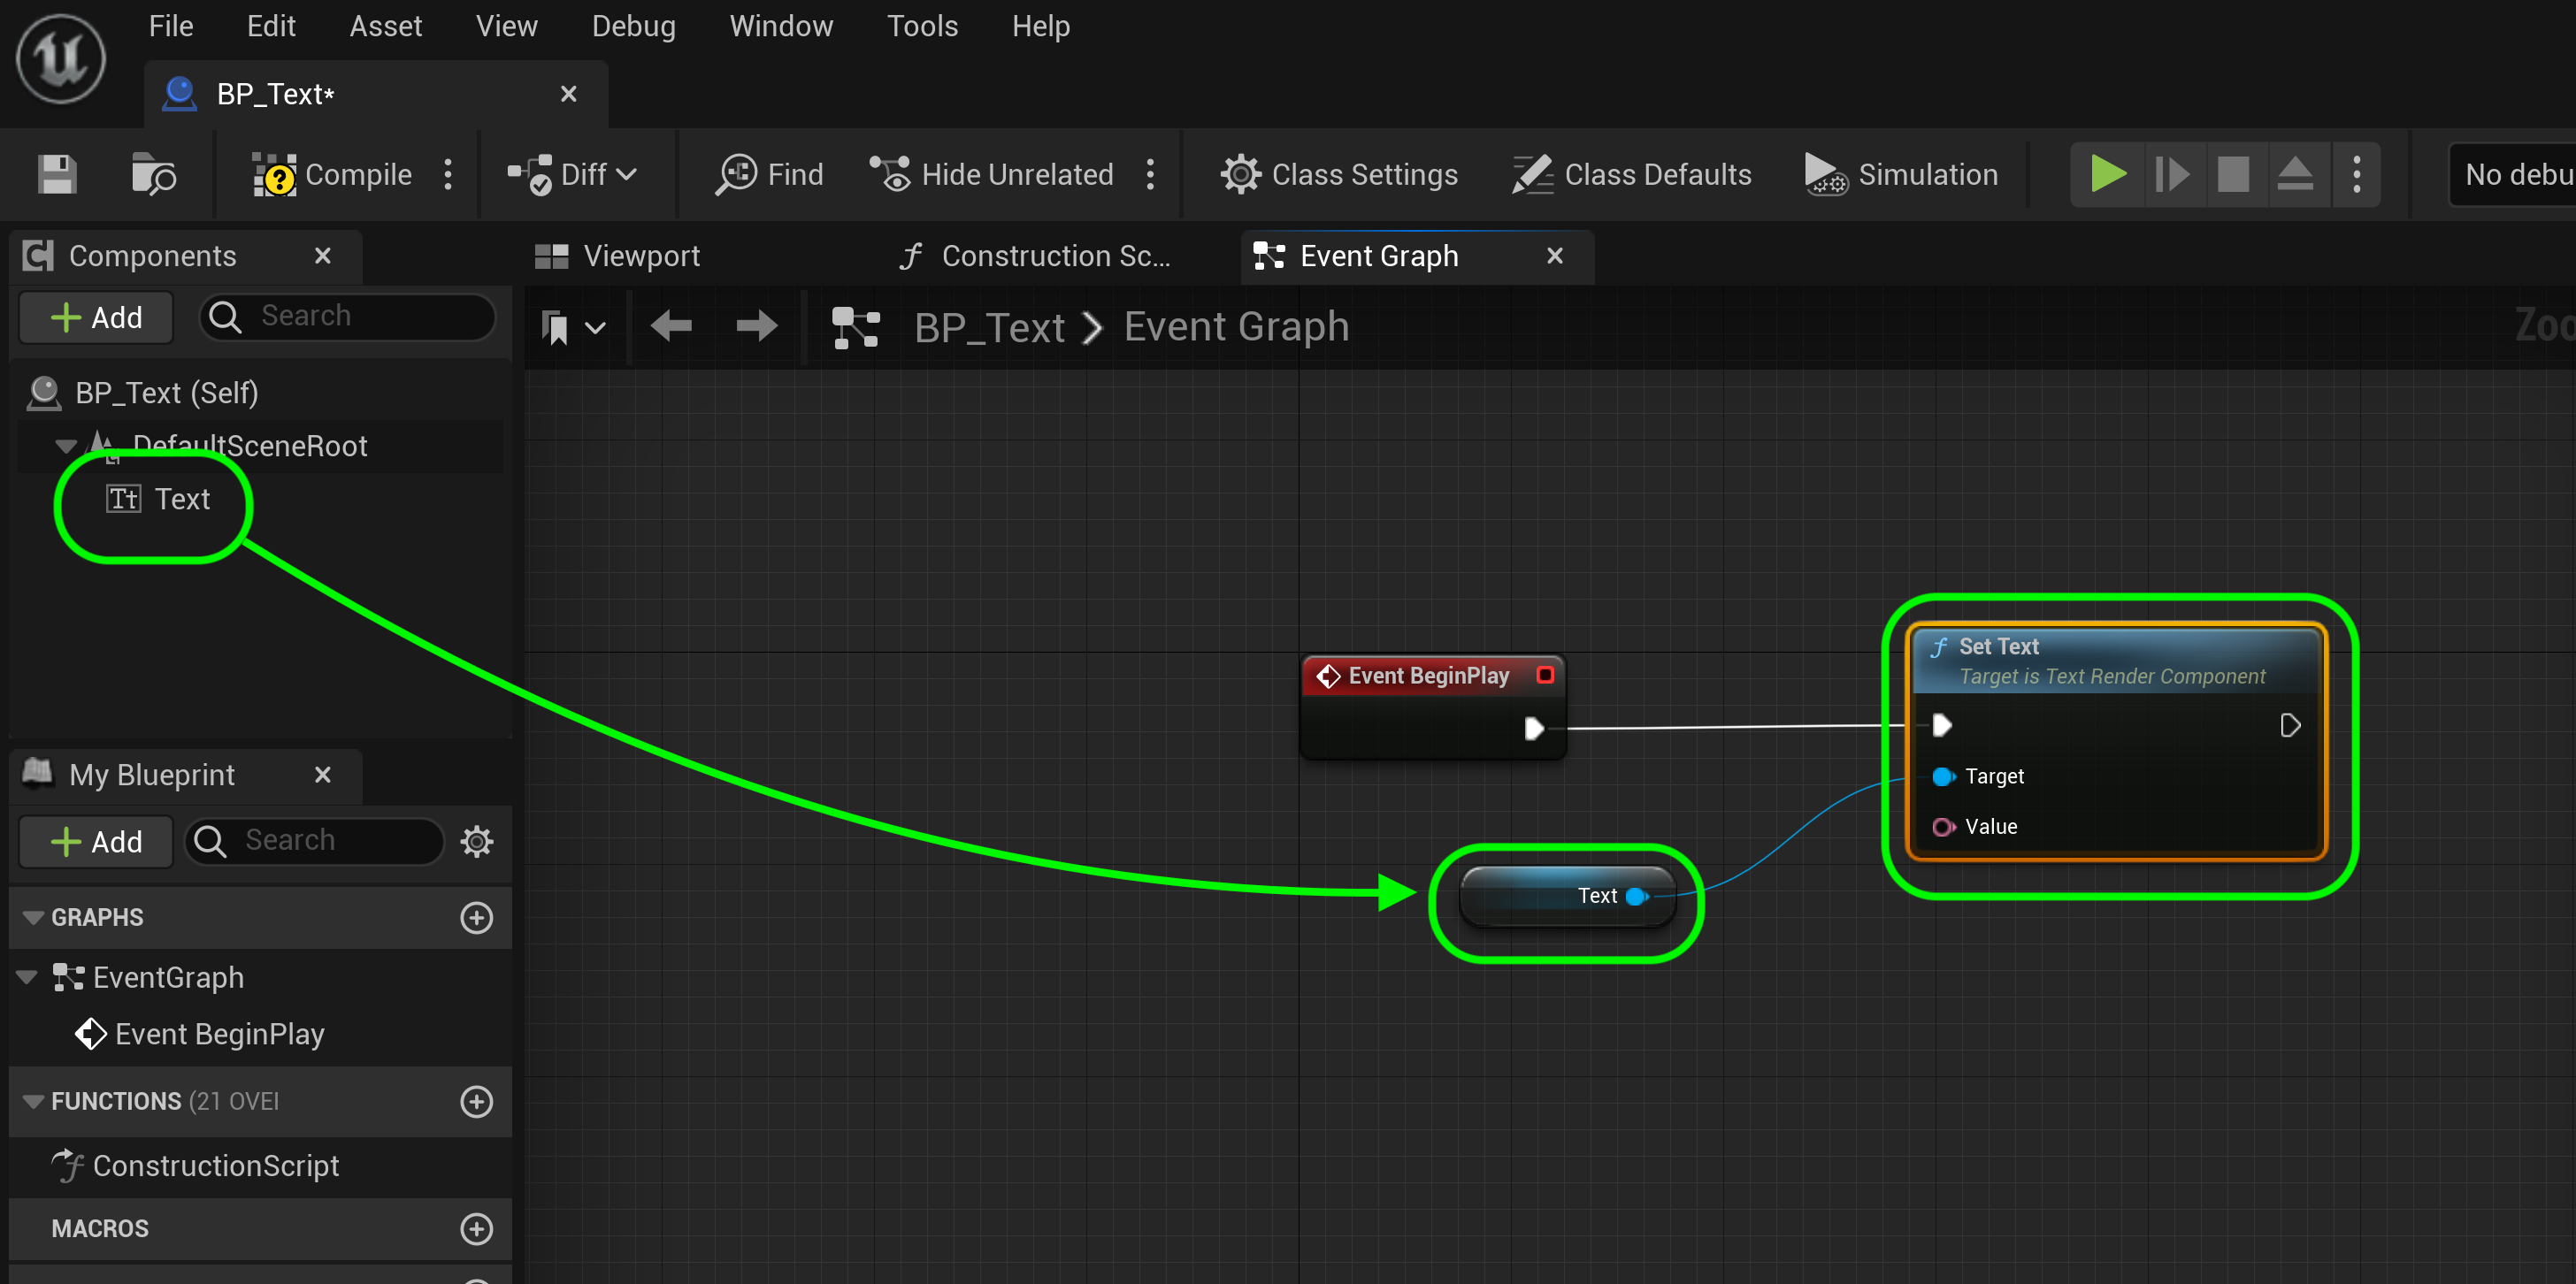 File Edit Asset View Debug Window Tools Help
BP_Text*
Compile Diff Find Hide Unrelated Class Settings Class Defaults Simulation No debu
Components Viewport Construction Sc... Event Graph
Add Search
BP_Text > Event Graph Zoo
BP_Text (Self)
DefaultSceneRoot
Tt Text
Set Text
Target is Text Render Component
Event BeginPlay
Target
Value
Text
My Blueprint
Add Search
GRAPHS
EventGraph
Event BeginPlay
FUNCTIONS (21 OVEI
ConstructionScript
MACROS